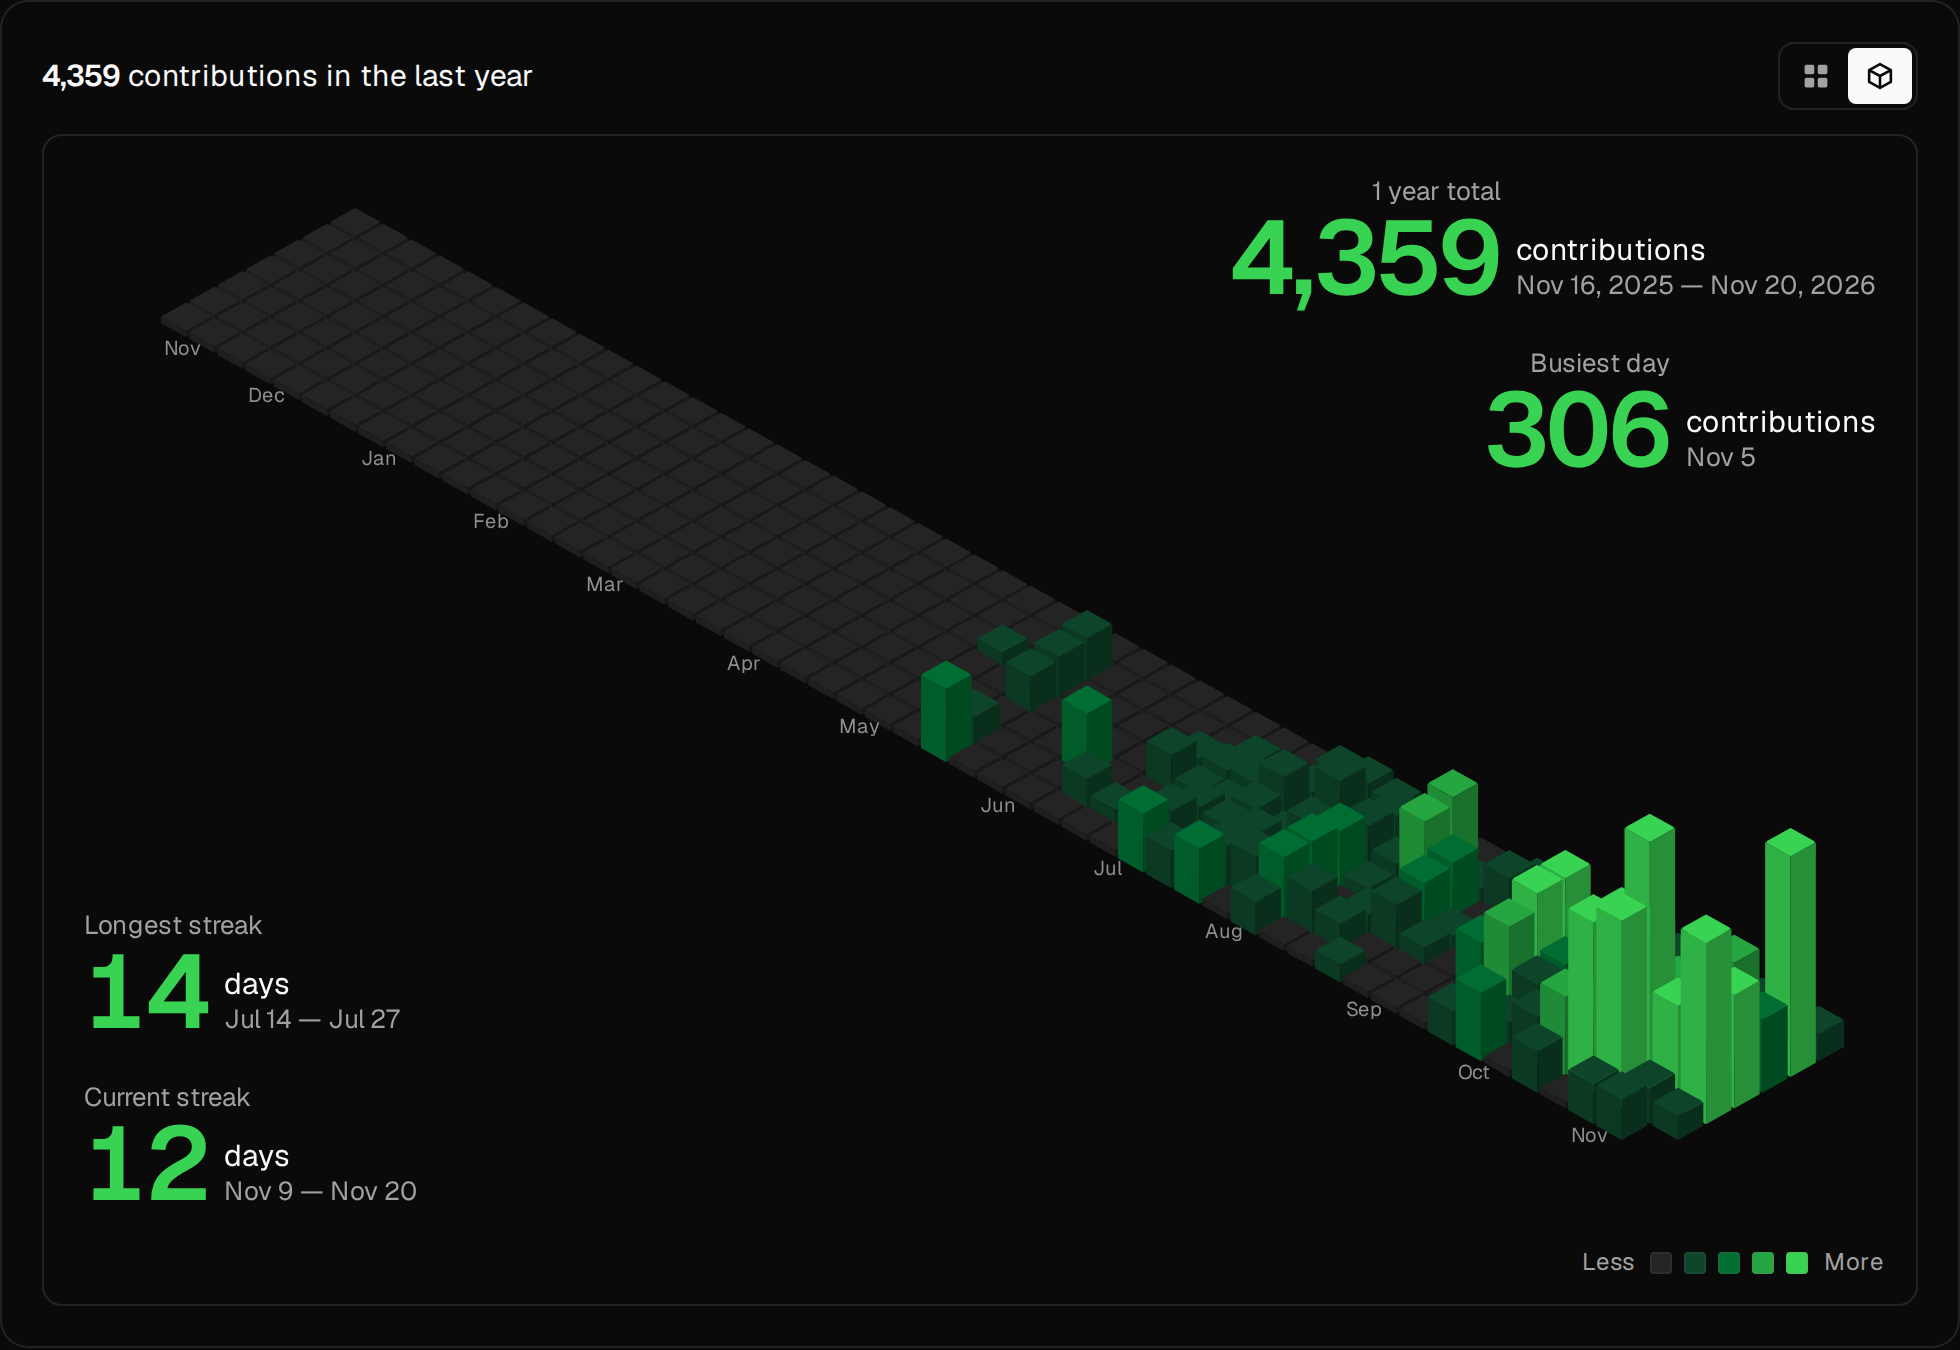 4,359 contributions in the last year
1 year total
4,359 contributions
Nov 16, 2025 — Nov 20, 2026
Busiest day
306 contributions
Nov 5
Nov
Dec
Jan
Feb
Mar
Apr
May
Jun
Jul
Aug
Sep
Oct
Nov
Longest streak
14 days
Jul 14 — Jul 27
Current streak
12 days
Nov 9 — Nov 20
Less More